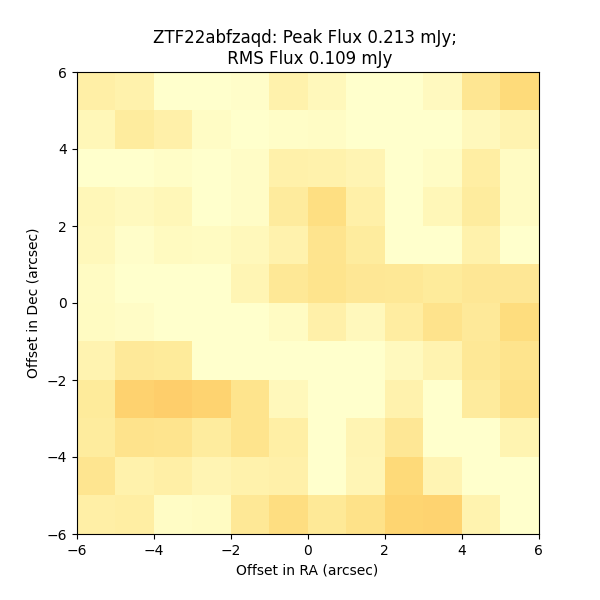 ZTF22abfzaqd: Peak Flux 0.213 mJy;
RMS Flux 0.109 mJy
6
4
2
0
−2
−4
−6
Offset in Dec (arcsec)
−6 −4 −2 0 2 4 6
Offset in RA (arcsec)